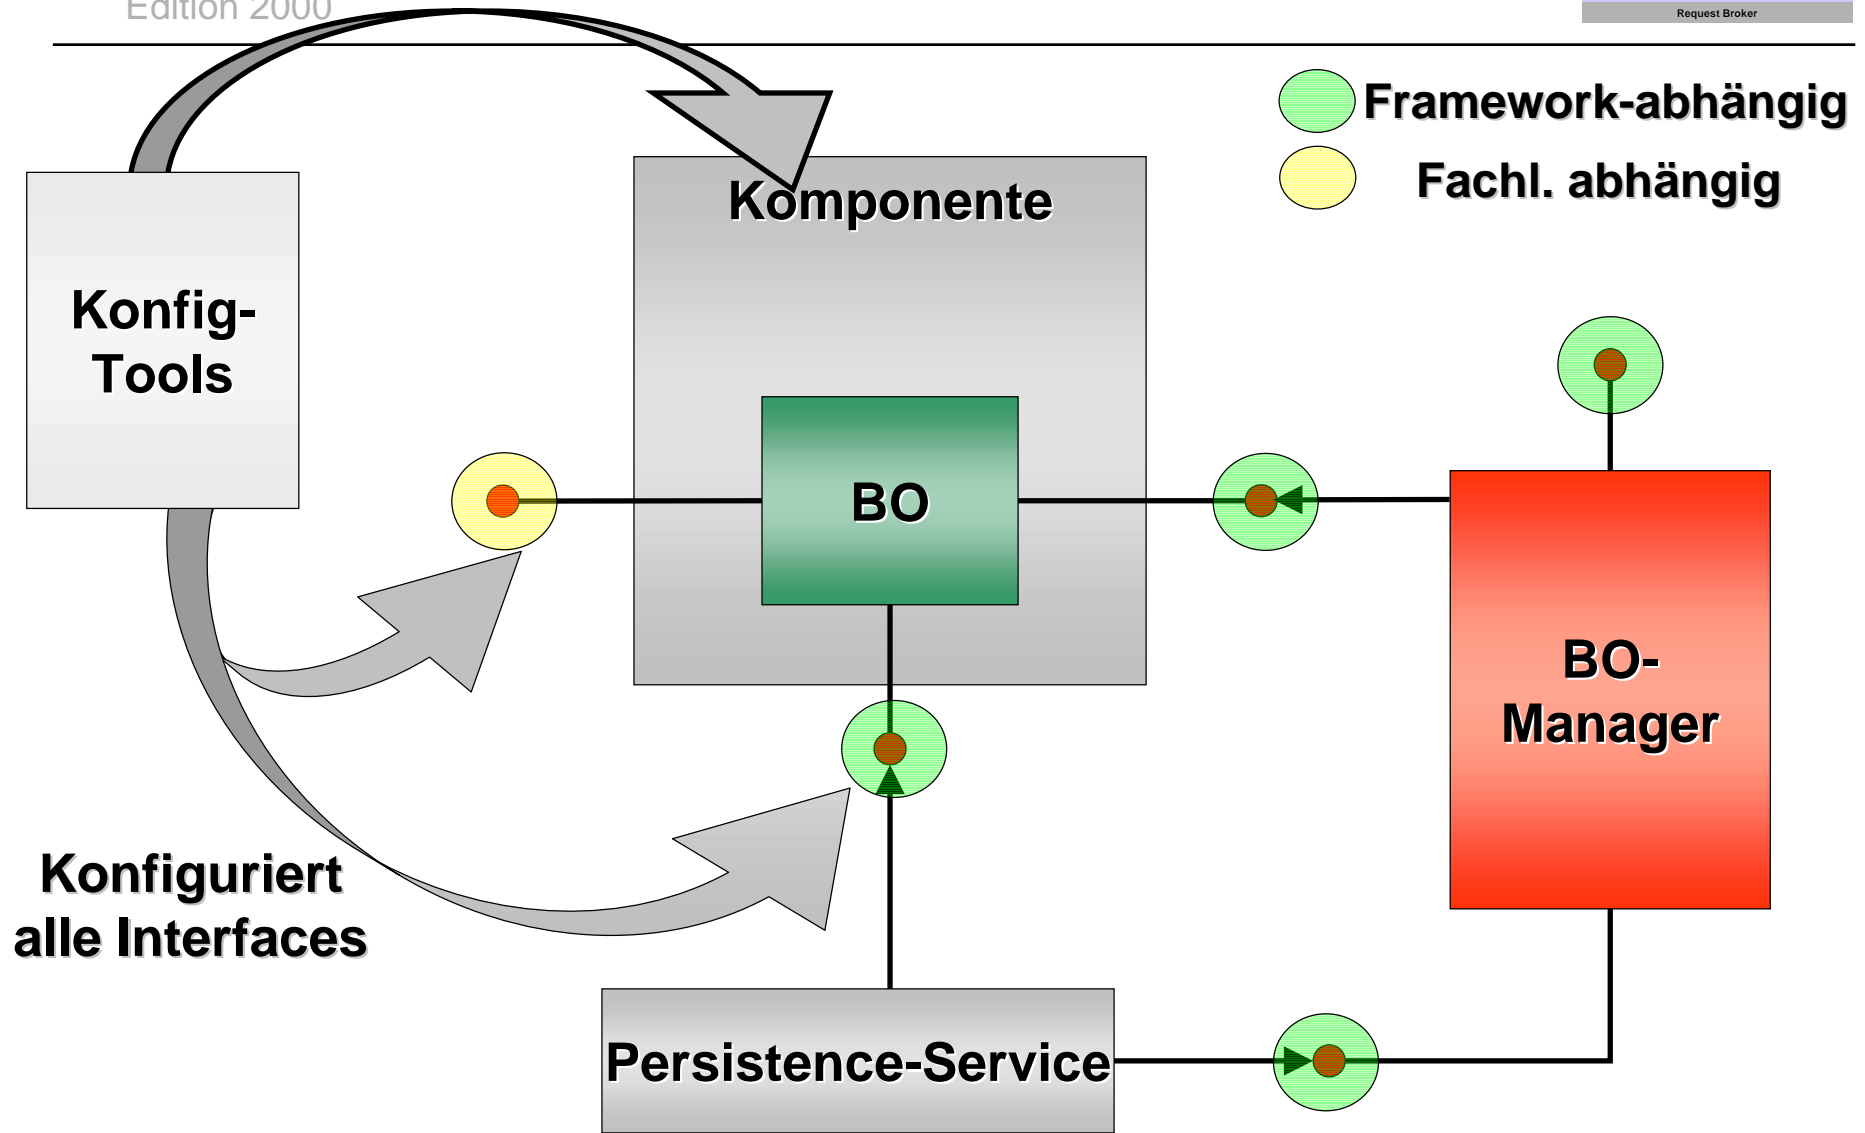 Edition 2000
Request Broker
Framework-abhängig
Fachl. abhängig
Komponente
Konfig-
Tools
BO
BO-
Manager
Konfiguriert
alle Interfaces
Persistence-Service